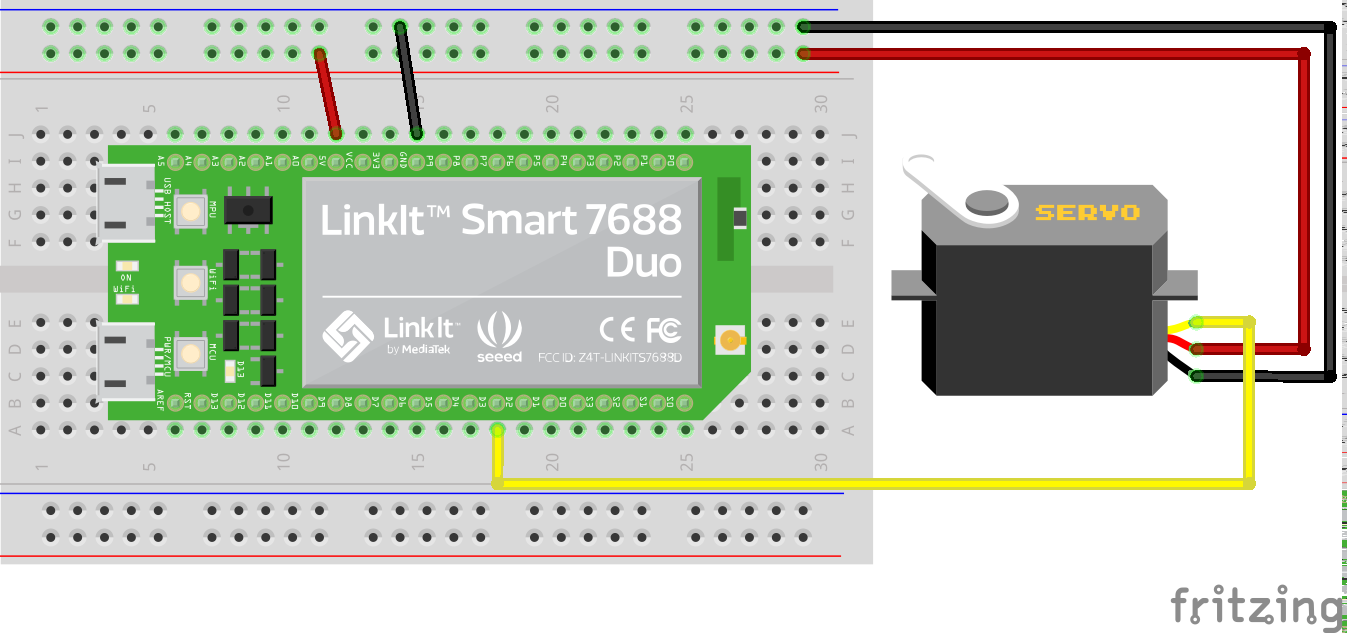 1 5 10 15 20 25 30
J J
A5 A4 A3 A2 A1 A0 VCC 3V3 GND P9 P8 P7 P6 P5 P4 P3 P2 P1 P0
I I
H H
G G
F F
USB HOST
MPU
LinkIt™ Smart 7688
Duo
SERVO
ON
WiFi
WiFi
E E
D D
C C
B B
A A
PWR/MCU
MCU
D13
LinkIt™
by MediaTek
seeed
CE FC
FCC ID: Z4T-LINKITS7688D
AREF RST D13 D12 D11 D10 D9 D8 D7 D6 D5 D4 D3 D2 D1 D0 S3 S2 S1 S0
1 5 10 15 20 25 30
fritzing